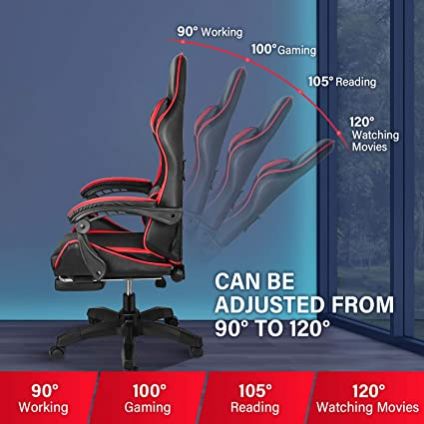 90° Working
100° Gaming
105° Reading
120°
Watching
Movies
CAN BE
ADJUSTED FROM
90° TO 120°
90° 100° 105° 120°
Working Gaming Reading Watching Movies